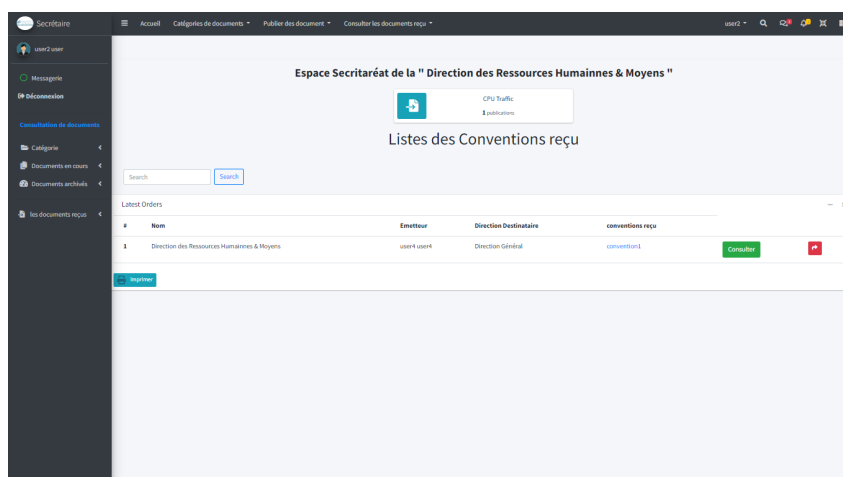 Secrétaire
Accueil Catégories de documents Publier des document Consulter les documents reçu user2
user2 user
Messagerie
Déconnexion
Consultation de documents
Catégorie
Documents en cours
Documents archivés
les documents reçus
Espace Secritaréat de la " Direction des Ressources Humainnes & Moyens "
CPU Traffic
1 publications
Listes des Conventions reçu
Search Search
Latest Orders
# Nom Emetteur Direction Destinataire conventions reçu
1 Direction des Ressources Humainnes & Moyens user4 user4 Direction Général convention1 Consulter
Imprimer